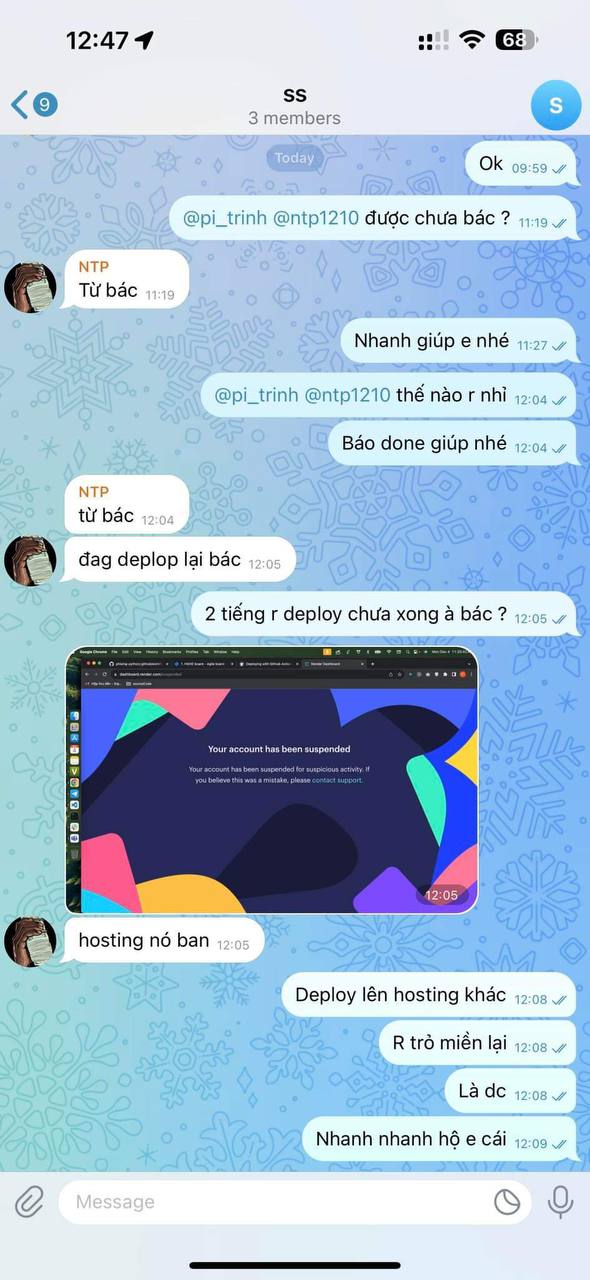 12:47
68
9
SS
3 members
S
Today
Ok 09:59
@pi_trinh @ntp1210 được chưa bác ? 11:19
NTP
Từ bác 11:19
Nhanh giúp e nhé 11:27
@pi_trinh @ntp1210 thế nào r nhỉ 12:04
Báo done giúp nhé 12:04
NTP
từ bác 12:04
đag deplop lại bác 12:05
2 tiếng r deploy chưa xong à bác ? 12:05
Google Chrome File Edit View History Bookmarks Profiles Tab Window Help
Render Dashboard
dashboard.render.com/suspended
Your account has been suspended
Your account has been suspended for suspicious activity. If
you believe this was a mistake, please contact support.
12:05
hosting nó ban 12:05
Deploy lên hosting khác 12:08
R trỏ miền lại 12:08
Là dc 12:08
Nhanh nhanh hộ e cái 12:09
Message